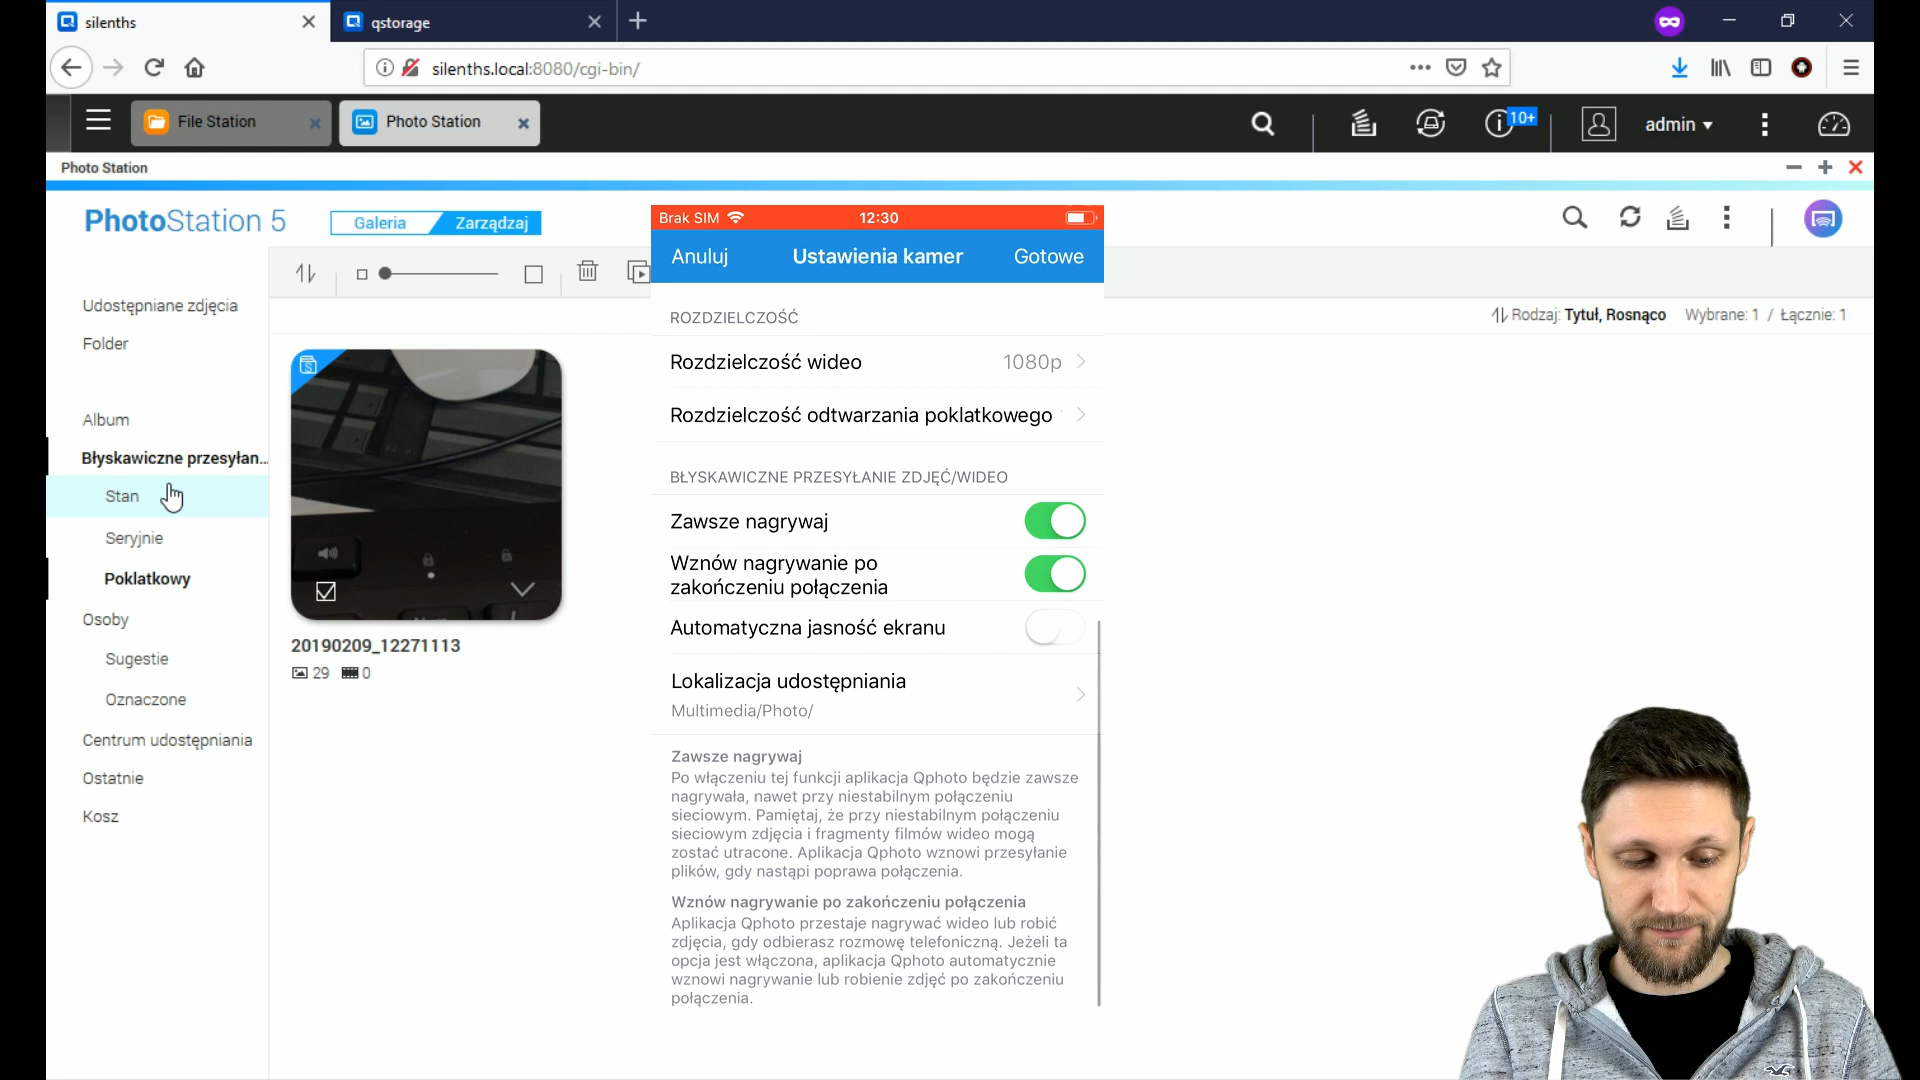 silenths
qstorage
silenths.local:8080/cgi-bin/
File Station
Photo Station
10+
admin
Photo Station
PhotoStation 5
Galeria
Zarządzaj
Rodzaj: Tytuł, Rosnąco
Wybrane: 1 / Łącznie: 1
Udostępniane zdjęcia
Folder
Album
Błyskawiczne przesyłan...
Stan
Seryjnie
Poklatkowy
Osoby
Sugestie
Oznaczone
Centrum udostępniania
Ostatnie
Kosz
20190209_12271113
29
0
Brak SIM
12:30
Anuluj
Ustawienia kamer
Gotowe
ROZDZIELCZOŚĆ
Rozdzielczość wideo
1080p
Rozdzielczość odtwarzania poklatkowego
BŁYSKAWICZNE PRZESYŁANIE ZDJĘĆ/WIDEO
Zawsze nagrywaj
Wznów nagrywanie po
zakończeniu połączenia
Automatyczna jasność ekranu
Lokalizacja udostępniania
Multimedia/Photo/
Zawsze nagrywaj
Po włączeniu tej funkcji aplikacja Qphoto będzie zawsze
nagrywała, nawet przy niestabilnym połączeniu
sieciowym. Pamiętaj, że przy niestabilnym połączeniu
sieciowym zdjęcia i fragmenty filmów wideo mogą
zostać utracone. Aplikacja Qphoto wznowi przesyłanie
plików, gdy nastąpi poprawa połączenia.
Wznów nagrywanie po zakończeniu połączenia
Aplikacja Qphoto przestaje nagrywać wideo lub robić
zdjęcia, gdy odbierasz rozmowę telefoniczną. Jeżeli ta
opcja jest włączona, aplikacja Qphoto automatycznie
wznowi nagrywanie lub robienie zdjęć po zakończeniu
połączenia.